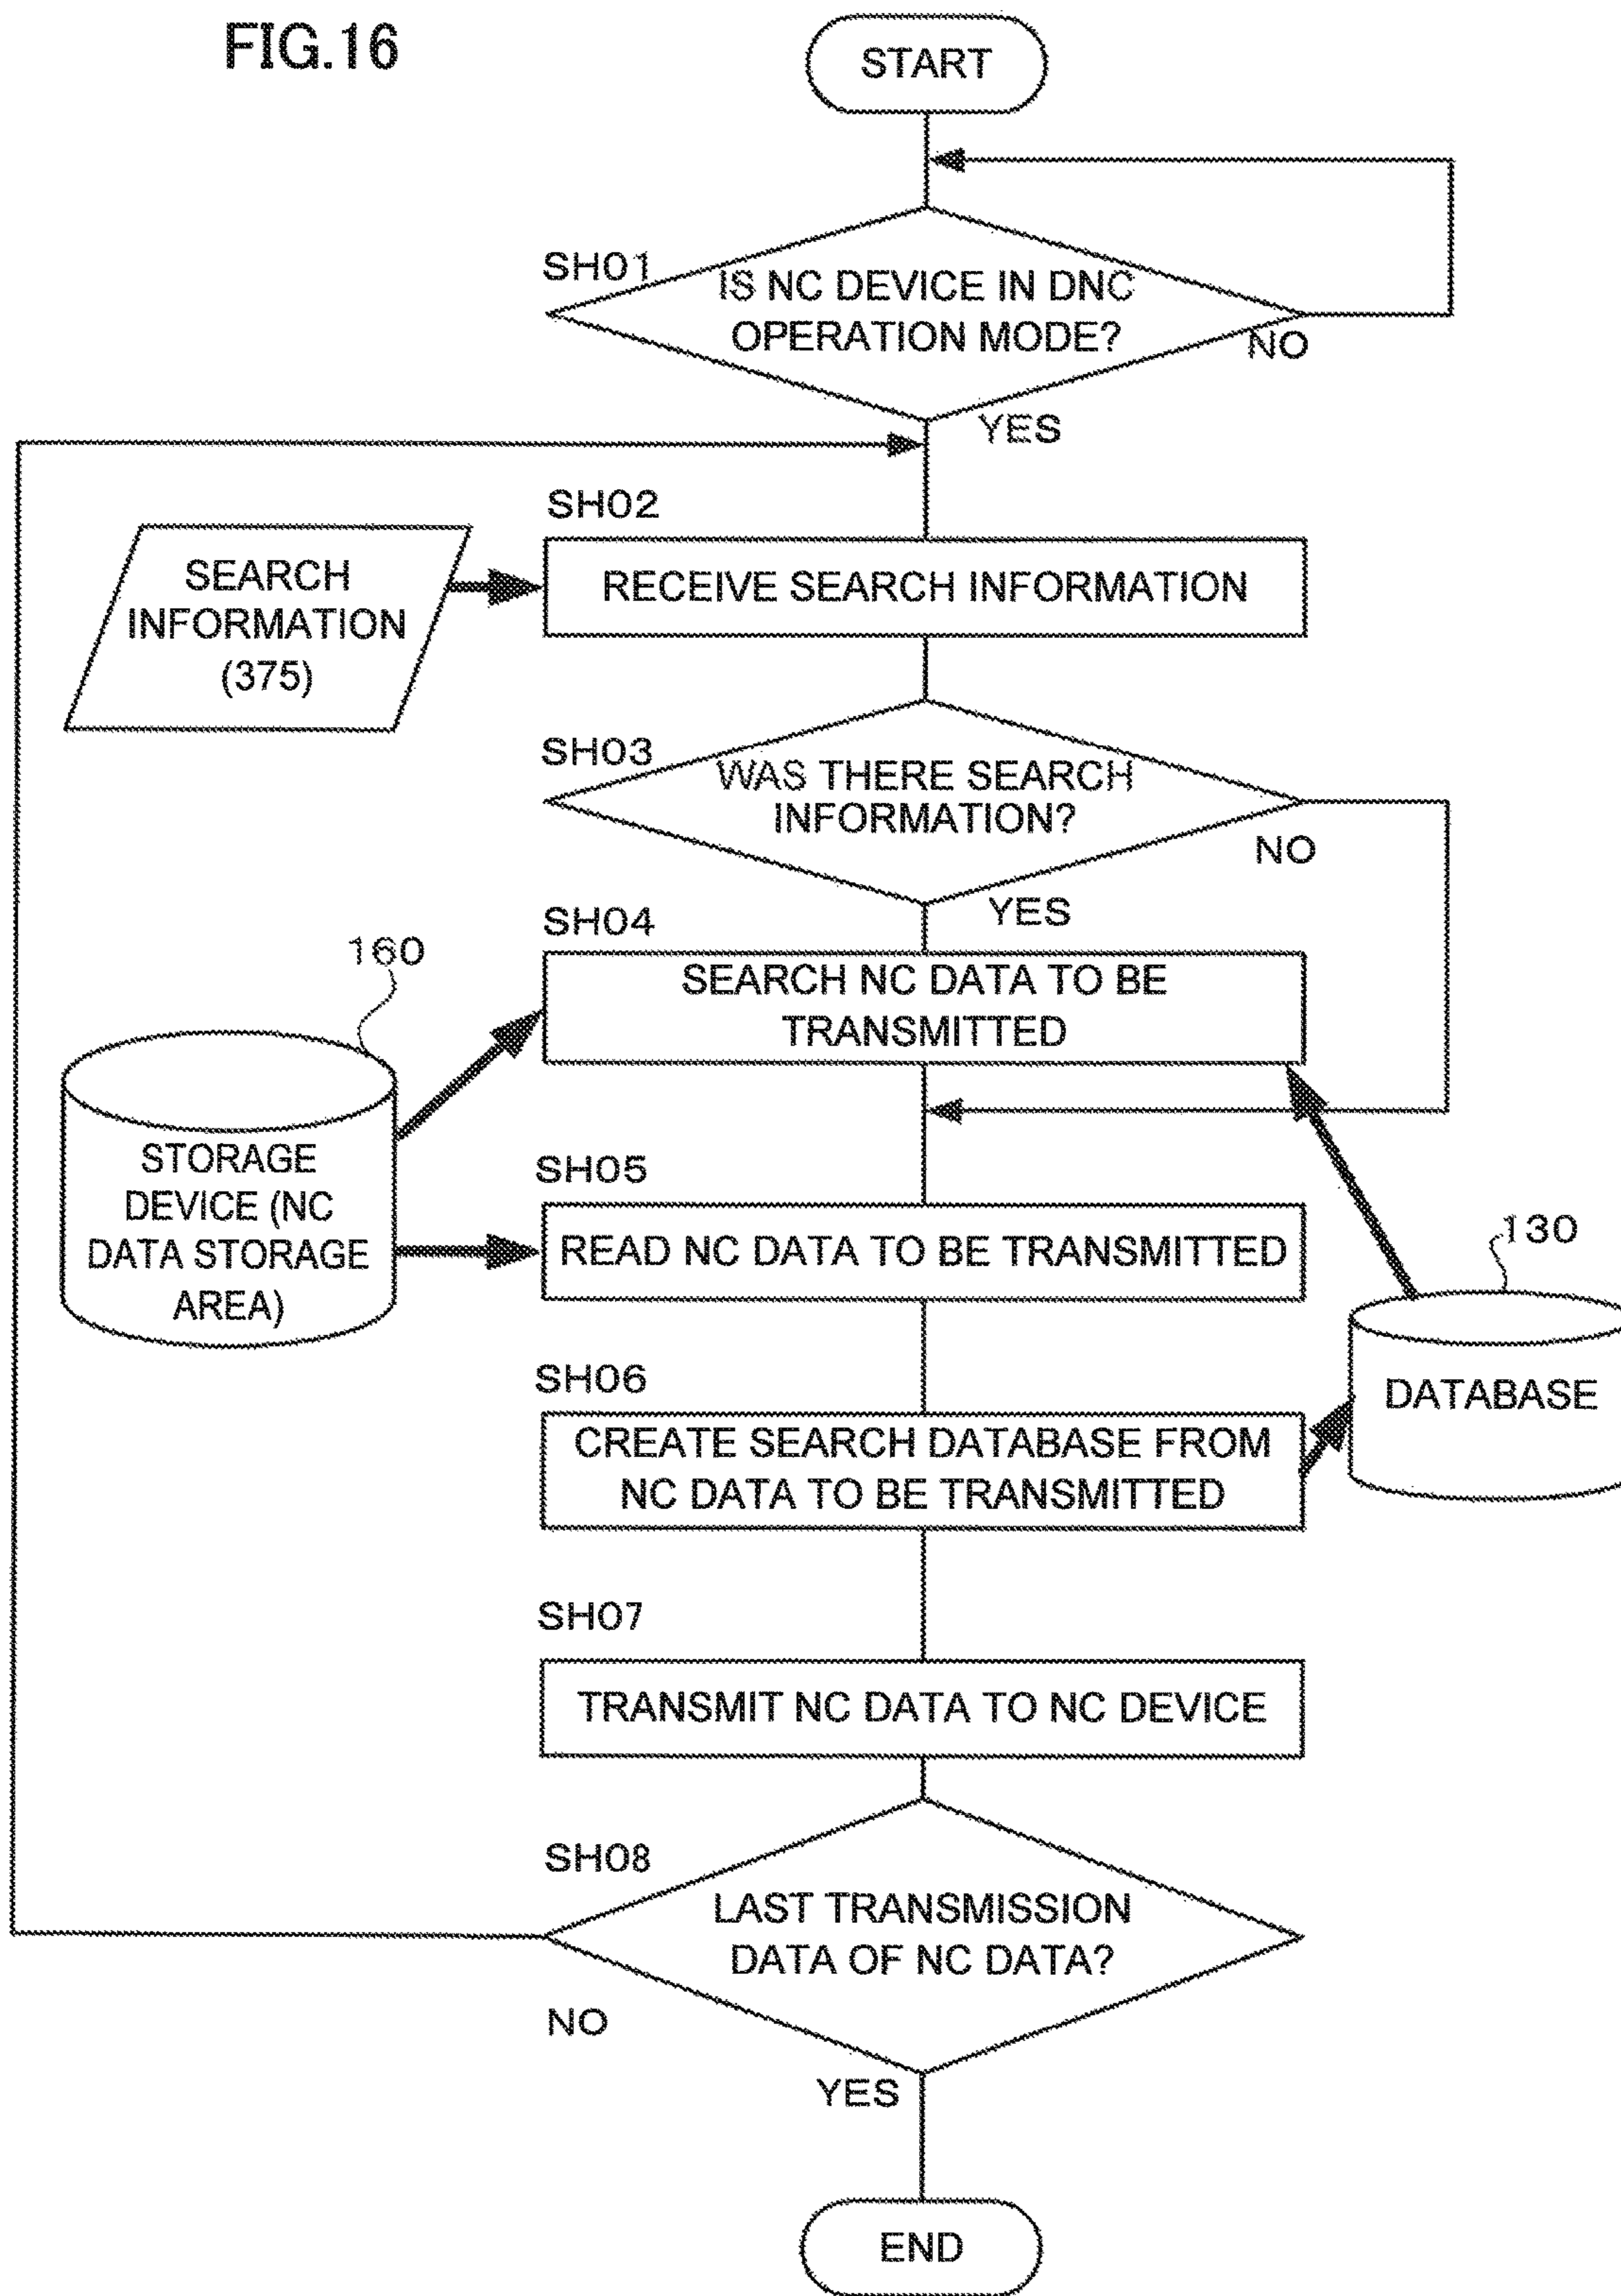 FIG.16
START
SH01
IS NC DEVICE IN DNC
OPERATION MODE?
NO
YES
SH02
SEARCH
INFORMATION
(375)
RECEIVE SEARCH INFORMATION
SH03
WAS THERE SEARCH
INFORMATION?
NO
YES
SH04
160
SEARCH NC DATA TO BE
TRANSMITTED
STORAGE
DEVICE (NC
DATA STORAGE
AREA)
SH05
READ NC DATA TO BE TRANSMITTED
130
DATABASE
SH06
CREATE SEARCH DATABASE FROM
NC DATA TO BE TRANSMITTED
SH07
TRANSMIT NC DATA TO NC DEVICE
SH08
LAST TRANSMISSION
DATA OF NC DATA?
NO
YES
END